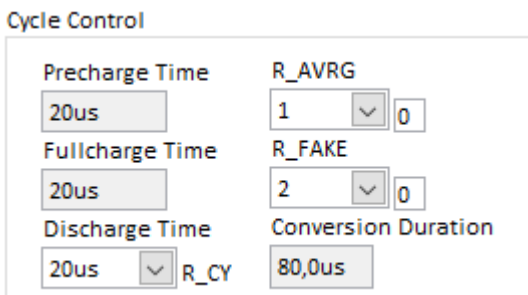 Cycle Control
Precharge Time R_AVRG
20us 1 0
Fullcharge Time R_FAKE
20us 2 0
Discharge Time Conversion Duration
20us R_CY 80,0us